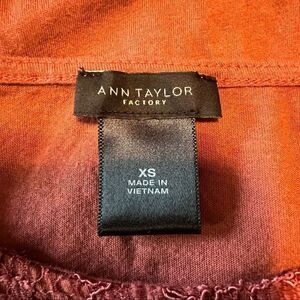 ANN TAYLOR
FACTORY
XS
MADE IN
VIETNAM